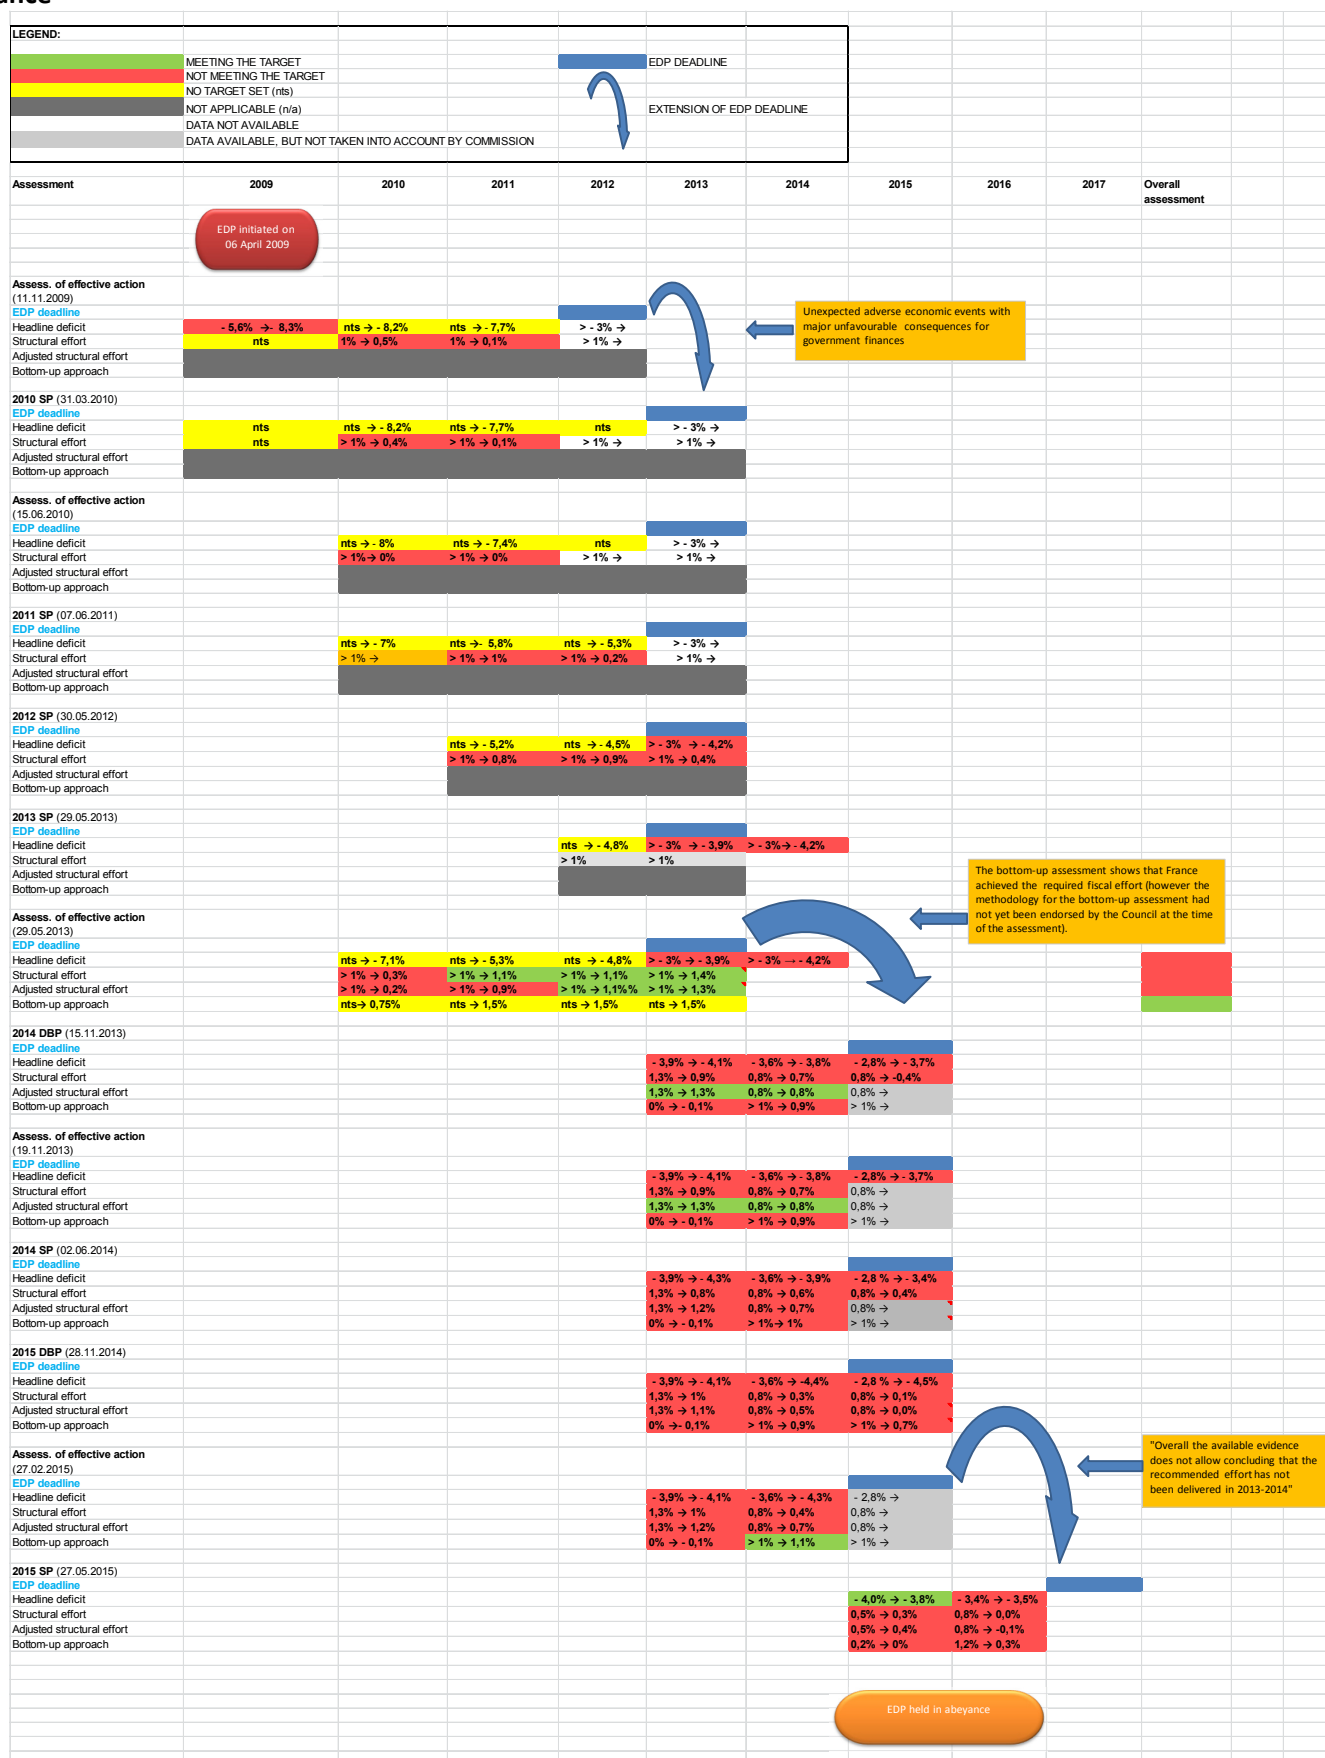 LEGEND:
MEETING THE TARGET EDP DEADLINE
NOT MEETING THE TARGET
NO TARGET SET (nts)
NOT APPLICABLE (n/a) EXTENSION OF EDP DEADLINE
DATA NOT AVAILABLE
DATA AVAILABLE, BUT NOT TAKEN INTO ACCOUNT BY COMMISSION
Assessment 2009 2010 2011 2012 2013 2014 2015 2016 2017 Overall
assessment
EDP initiated on
06 April 2009
Assess. of effective action
(11.11.2009)
EDP deadline
Headline deficit - 5,6% →- 8,3% nts → - 8,2% nts → - 7,7% > - 3% →
Structural effort nts 1% → 0,5% 1% → 0,1% > 1% →
Adjusted structural effort
Bottom-up approach
Unexpected adverse economic events with
major unfavourable consequences for
government finances
2010 SP (31.03.2010)
EDP deadline
Headline deficit nts nts → - 8,2% nts → - 7,7% nts > - 3% →
Structural effort nts > 1% → 0,4% > 1% → 0,1% > 1% → > 1% →
Adjusted structural effort
Bottom-up approach
Assess. of effective action
(15.06.2010)
EDP deadline
Headline deficit nts → - 8% nts → - 7,4% nts > - 3% →
Structural effort > 1%→ 0% > 1% → 0% > 1% → > 1% →
Adjusted structural effort
Bottom-up approach
2011 SP (07.06.2011)
EDP deadline
Headline deficit nts → - 7% nts →- 5,8% nts → - 5,3% > - 3% →
Structural effort > 1% → > 1% → 1% > 1% → 0,2% > 1% →
Adjusted structural effort
Bottom-up approach
2012 SP (30.05.2012)
EDP deadline
Headline deficit nts → - 5,2% nts → - 4,5% > - 3% → - 4,2%
Structural effort > 1% → 0,8% > 1% → 0,9% > 1% → 0,4%
Adjusted structural effort
Bottom-up approach
2013 SP (29.05.2013)
EDP deadline
Headline deficit nts → - 4,8% > - 3% → - 3,9% > - 3%→ - 4,2%
Structural effort > 1% > 1%
Adjusted structural effort
Bottom-up approach
The bottom-up assessment shows that France
achieved the required fiscal effort (however the
methodology for the bottom-up assessment had
not yet been endorsed by the Council at the time
of the assessment).
Assess. of effective action
(29.05.2013)
EDP deadline
Headline deficit nts → - 7,1% nts → - 5,3% nts → - 4,8% > - 3% → - 3,9% > - 3% → - 4,2%
Structural effort > 1% → 0,3% > 1% → 1,1% > 1% → 1,1% > 1% → 1,4%
Adjusted structural effort > 1% → 0,2% > 1% → 0,9% > 1% → 1,1%% > 1% → 1,3%
Bottom-up approach nts→ 0,75% nts → 1,5% nts → 1,5% nts → 1,5%
2014 DBP (15.11.2013)
EDP deadline
Headline deficit - 3,9% → - 4,1% - 3,6% → - 3,8% - 2,8% → - 3,7%
Structural effort 1,3% → 0,9% 0,8% → 0,7% 0,8% → -0,4%
Adjusted structural effort 1,3% → 1,3% 0,8% → 0,8% 0,8% →
Bottom-up approach 0% → - 0,1% > 1% → 0,9% > 1% →
Assess. of effective action
(19.11.2013)
EDP deadline
Headline deficit - 3,9% → - 4,1% - 3,6% → - 3,8% - 2,8% → - 3,7%
Structural effort 1,3% → 0,9% 0,8% → 0,7% 0,8% →
Adjusted structural effort 1,3% → 1,3% 0,8% → 0,8% 0,8% →
Bottom-up approach 0% → - 0,1% > 1% → 0,9% > 1% →
2014 SP (02.06.2014)
EDP deadline
Headline deficit - 3,9% → - 4,3% - 3,6% → - 3,9% - 2,8 % → - 3,4%
Structural effort 1,3% → 0,8% 0,8% → 0,6% 0,8% → 0,4%
Adjusted structural effort 1,3% → 1,2% 0,8% → 0,7% 0,8% →
Bottom-up approach 0% → - 0,1% > 1%→ 1% > 1% →
2015 DBP (28.11.2014)
EDP deadline
Headline deficit - 3,9% → - 4,1% - 3,6% → -4,4% - 2,8 % → - 4,5%
Structural effort 1,3% → 1% 0,8% → 0,3% 0,8% → 0,1%
Adjusted structural effort 1,3% → 1,1% 0,8% → 0,5% 0,8% → 0,0%
Bottom-up approach 0% →- 0,1% > 1% → 0,9% > 1% → 0,7%
Assess. of effective action
(27.02.2015)
EDP deadline
Headline deficit - 3,9% → - 4,1% - 3,6% → - 4,3% - 2,8% →
Structural effort 1,3% → 1% 0,8% → 0,4% 0,8% →
Adjusted structural effort 1,3% → 1,2% 0,8% → 0,7% 0,8% →
Bottom-up approach 0% → - 0,1% > 1% → 1,1% > 1% →
"Overall the available evidence
does not allow concluding that the
recommended effort has not
been delivered in 2013-2014"
2015 SP (27.05.2015)
EDP deadline
Headline deficit - 4,0% → - 3,8% - 3,4% → - 3,5%
Structural effort 0,5% → 0,3% 0,8% → 0,0%
Adjusted structural effort 0,5% → 0,4% 0,8% → -0,1%
Bottom-up approach 0,2% → 0% 1,2% → 0,3%
EDP held in abeyance